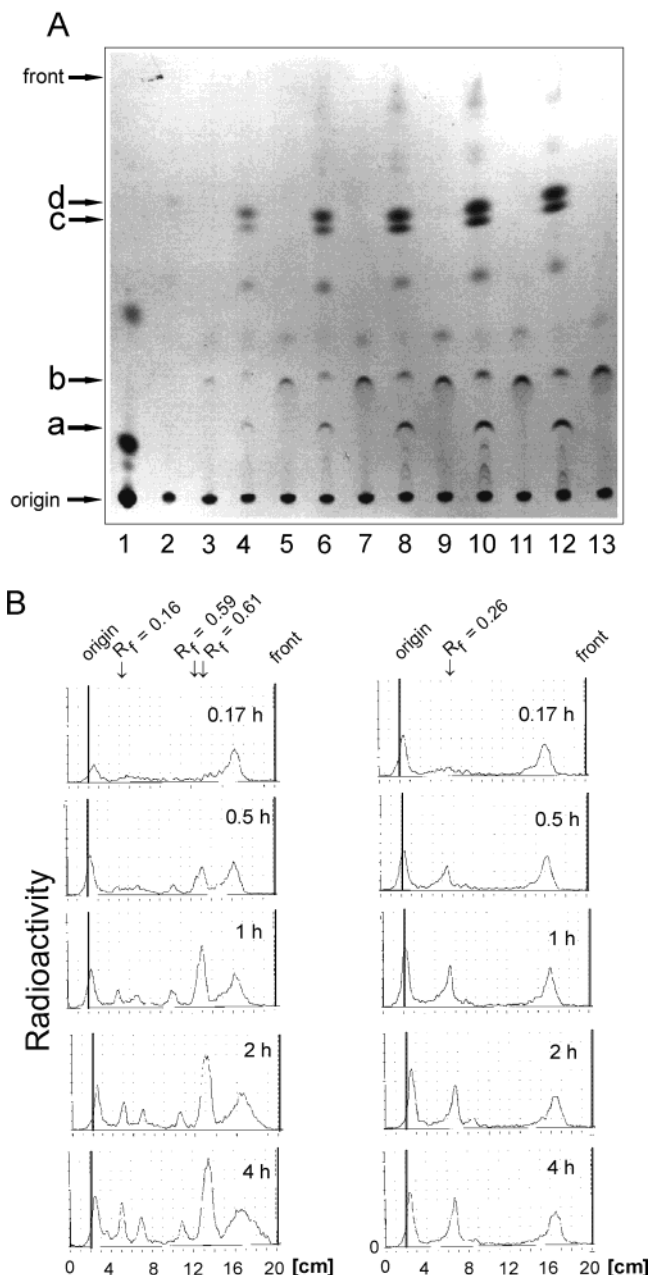 A
front
d
c
b
a
origin
1 2 3 4 5 6 7 8 9 10 11 12 13
B
origin
Rf = 0.16
Rf = 0.59
Rf = 0.61
front
origin
Rf = 0.26
front
Radioactivity
0.17 h
0.17 h
0.5 h
0.5 h
1 h
1 h
2 h
2 h
4 h
4 h
0
0 4 8 12 16 20 [cm]
0 4 8 12 16 20 [cm]